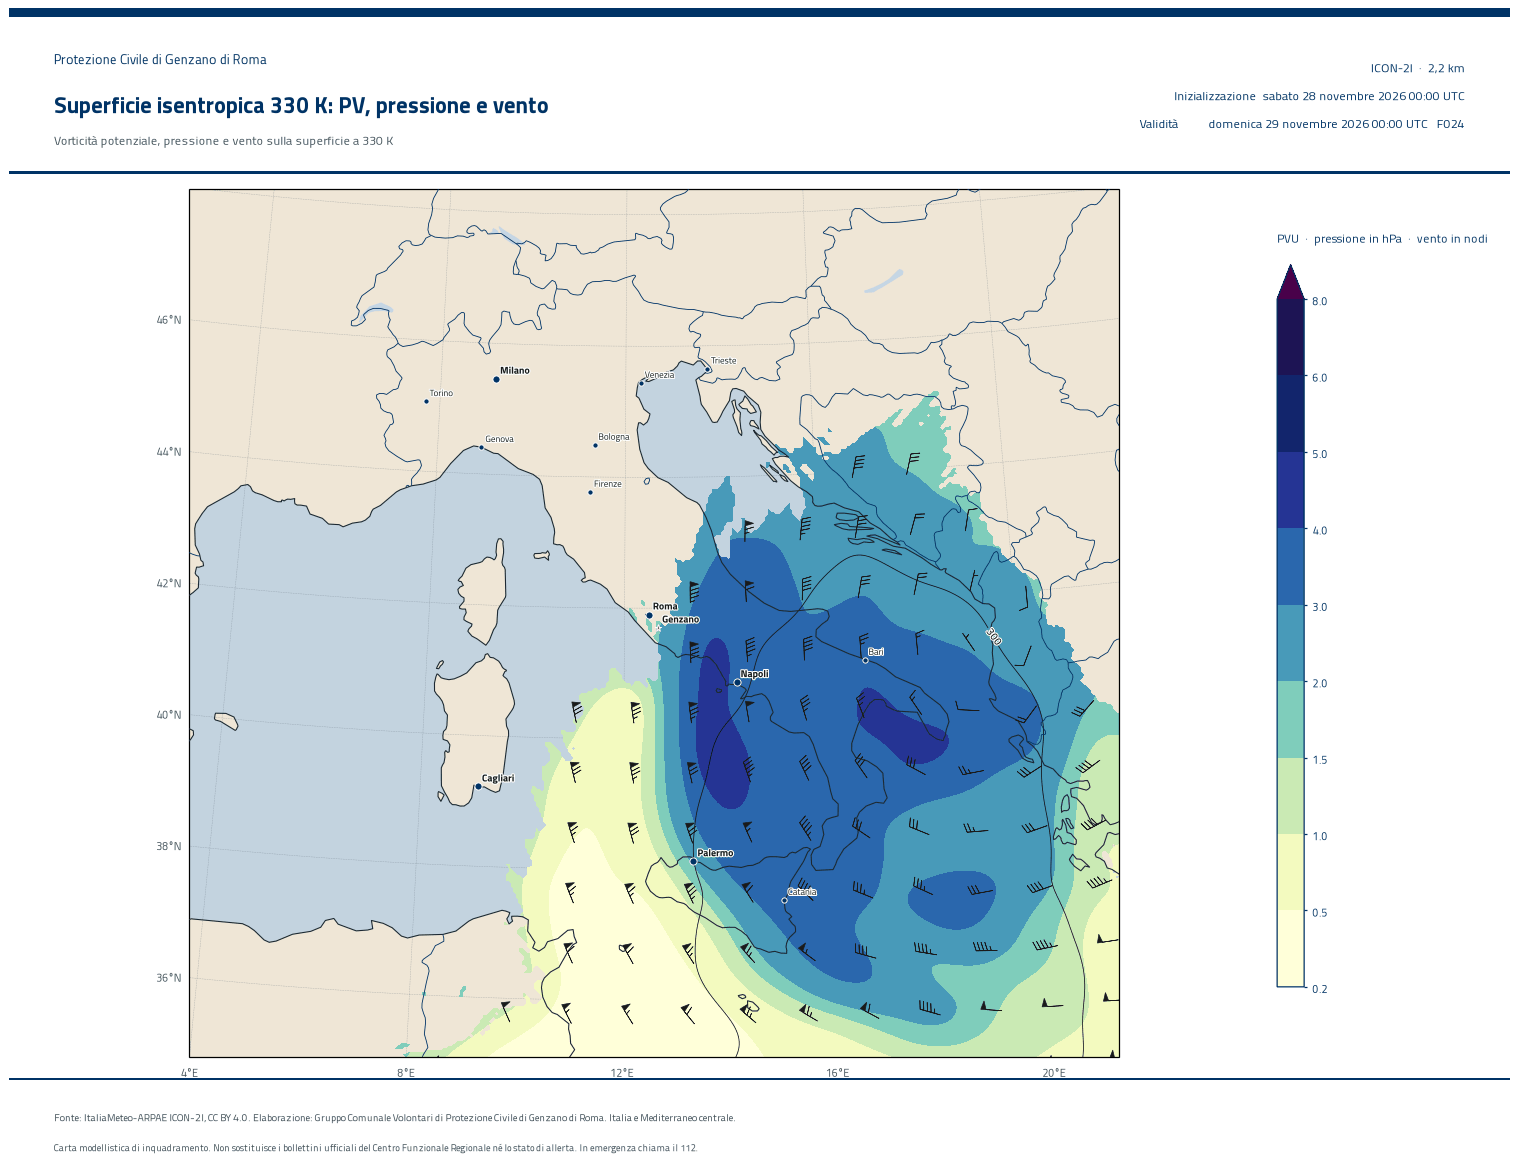 Protezione Civile di Genzano di Roma
Superficie isentropica 330 K: PV, pressione e vento
Vorticità potenziale, pressione e vento sulla superficie a 330 K
ICON-2I · 2,2 km
Inizializzazione sabato 28 novembre 2026 00:00 UTC
Validità domenica 29 novembre 2026 00:00 UTC F024
PVU · pressione in hPa · vento in nodi
8.0
6.0
5.0
4.0
3.0
2.0
1.5
1.0
0.5
0.2
46°N
44°N
42°N
40°N
38°N
36°N
4°E
8°E
12°E
16°E
20°E
Trieste
Venezia
Milano
Torino
Genova
Bologna
Firenze
Roma
Genzano
300
Bari
Napoli
Cagliari
Palermo
Catania
Fonte: ItaliaMeteo-ARPAE ICON-2I, CC BY 4.0. Elaborazione: Gruppo Comunale Volontari di Protezione Civile di Genzano di Roma. Italia e Mediterraneo centrale.
Carta modellistica di inquadramento. Non sostituisce i bollettini ufficiali del Centro Funzionale Regionale né lo stato di allerta. In emergenza chiama il 112.